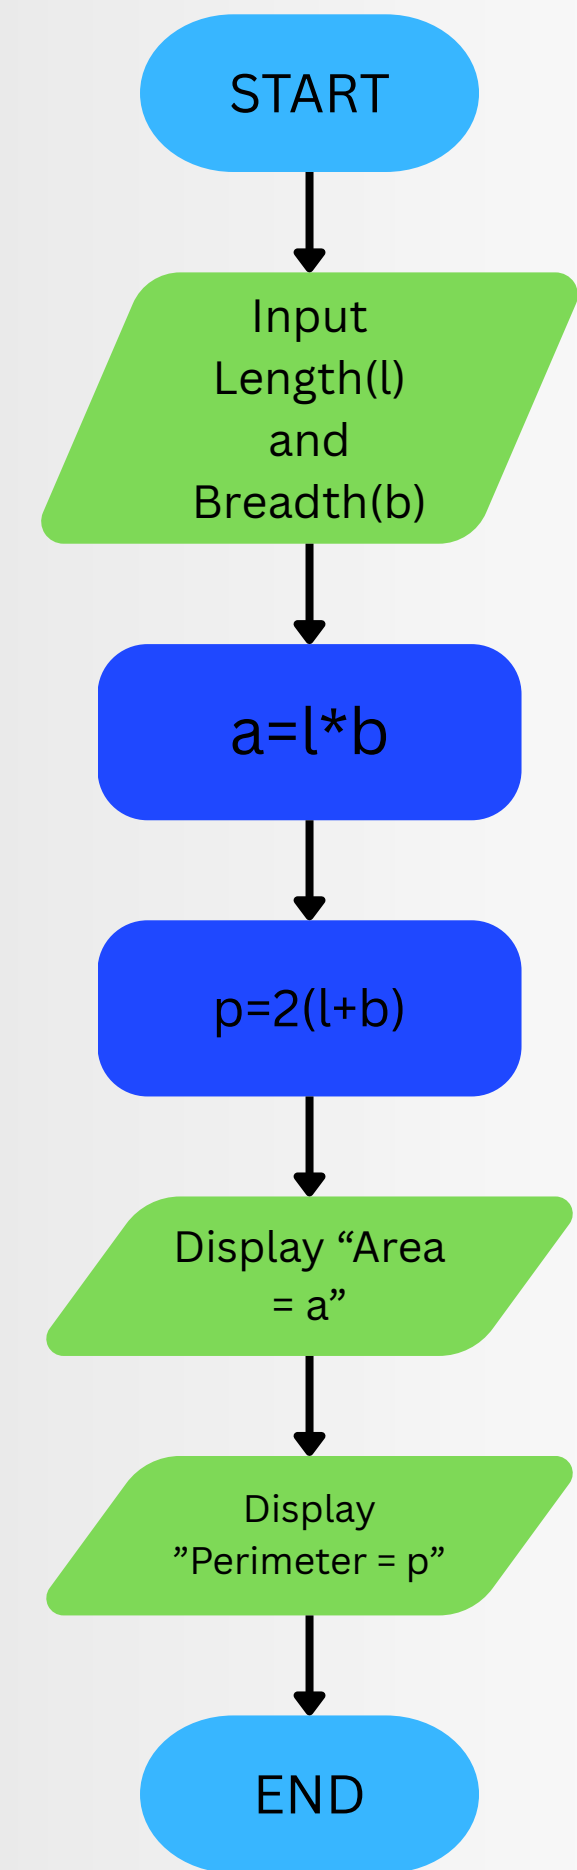 START
Input
Length(l)
and
Breadth(b)
a=l*b
p=2(l+b)
Display “Area
= a”
Display
”Perimeter = p”
END